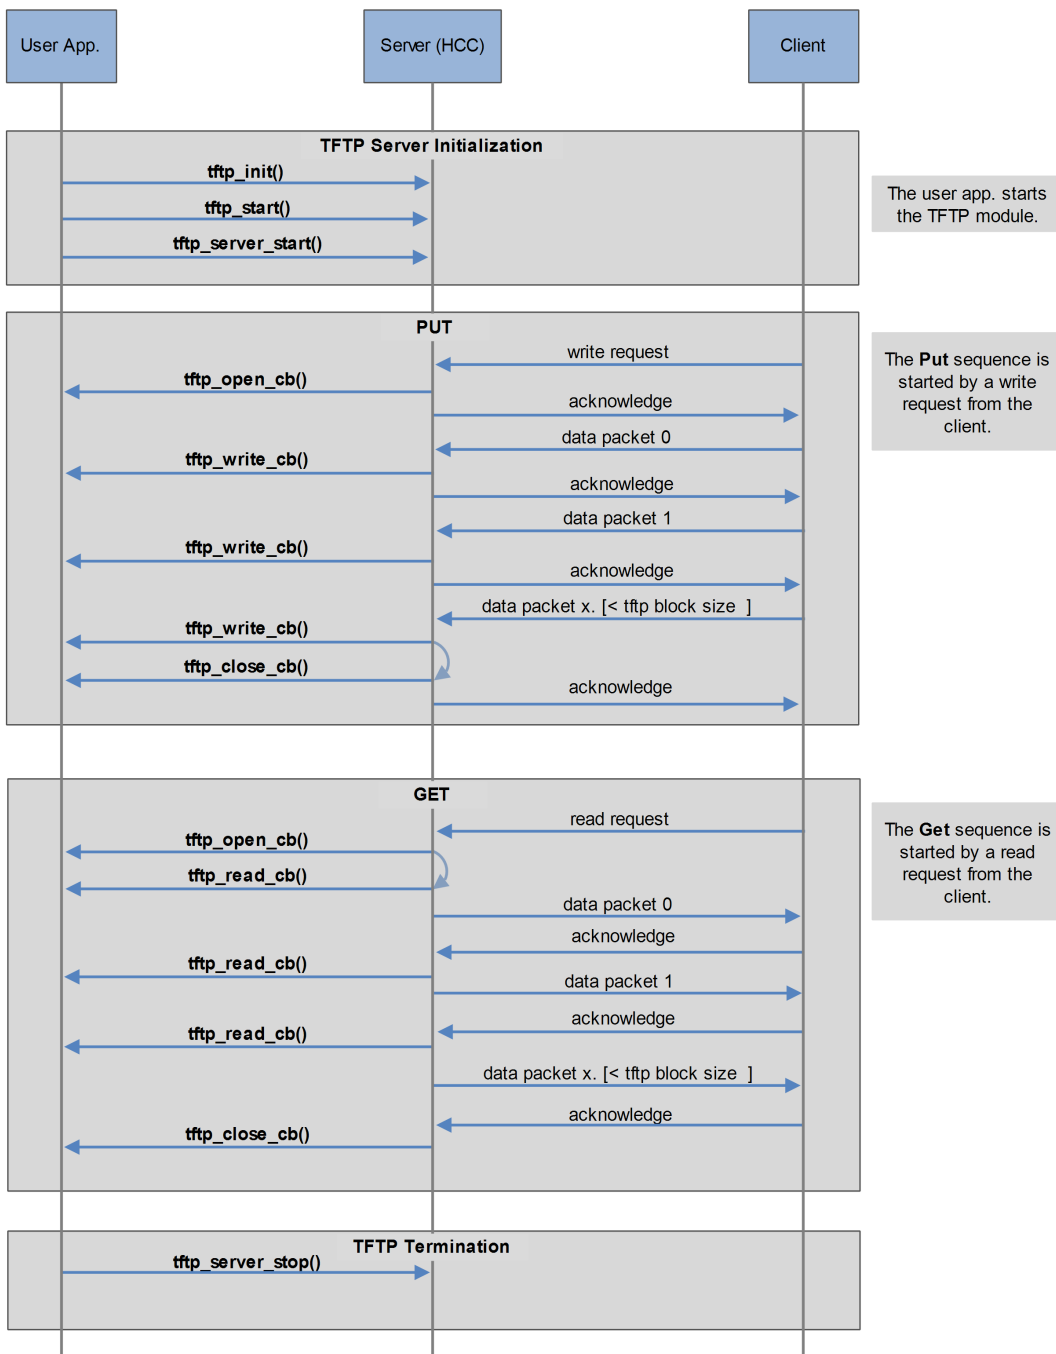 User App.
Server (HCC)
Client
TFTP Server Initialization
tftp_init()
tftp_start()
tftp_server_start()
The user app. starts
the TFTP module.
PUT
write request
tftp_open_cb()
acknowledge
data packet 0
tftp_write_cb()
acknowledge
data packet 1
tftp_write_cb()
acknowledge
data packet x. [< tftp block size ]
tftp_write_cb()
tftp_close_cb()
acknowledge
The Put sequence is
started by a write
request from the
client.
GET
read request
tftp_open_cb()
tftp_read_cb()
data packet 0
acknowledge
tftp_read_cb()
data packet 1
acknowledge
tftp_read_cb()
data packet x. [< tftp block size ]
acknowledge
tftp_close_cb()
The Get sequence is
started by a read
request from the
client.
TFTP Termination
tftp_server_stop()